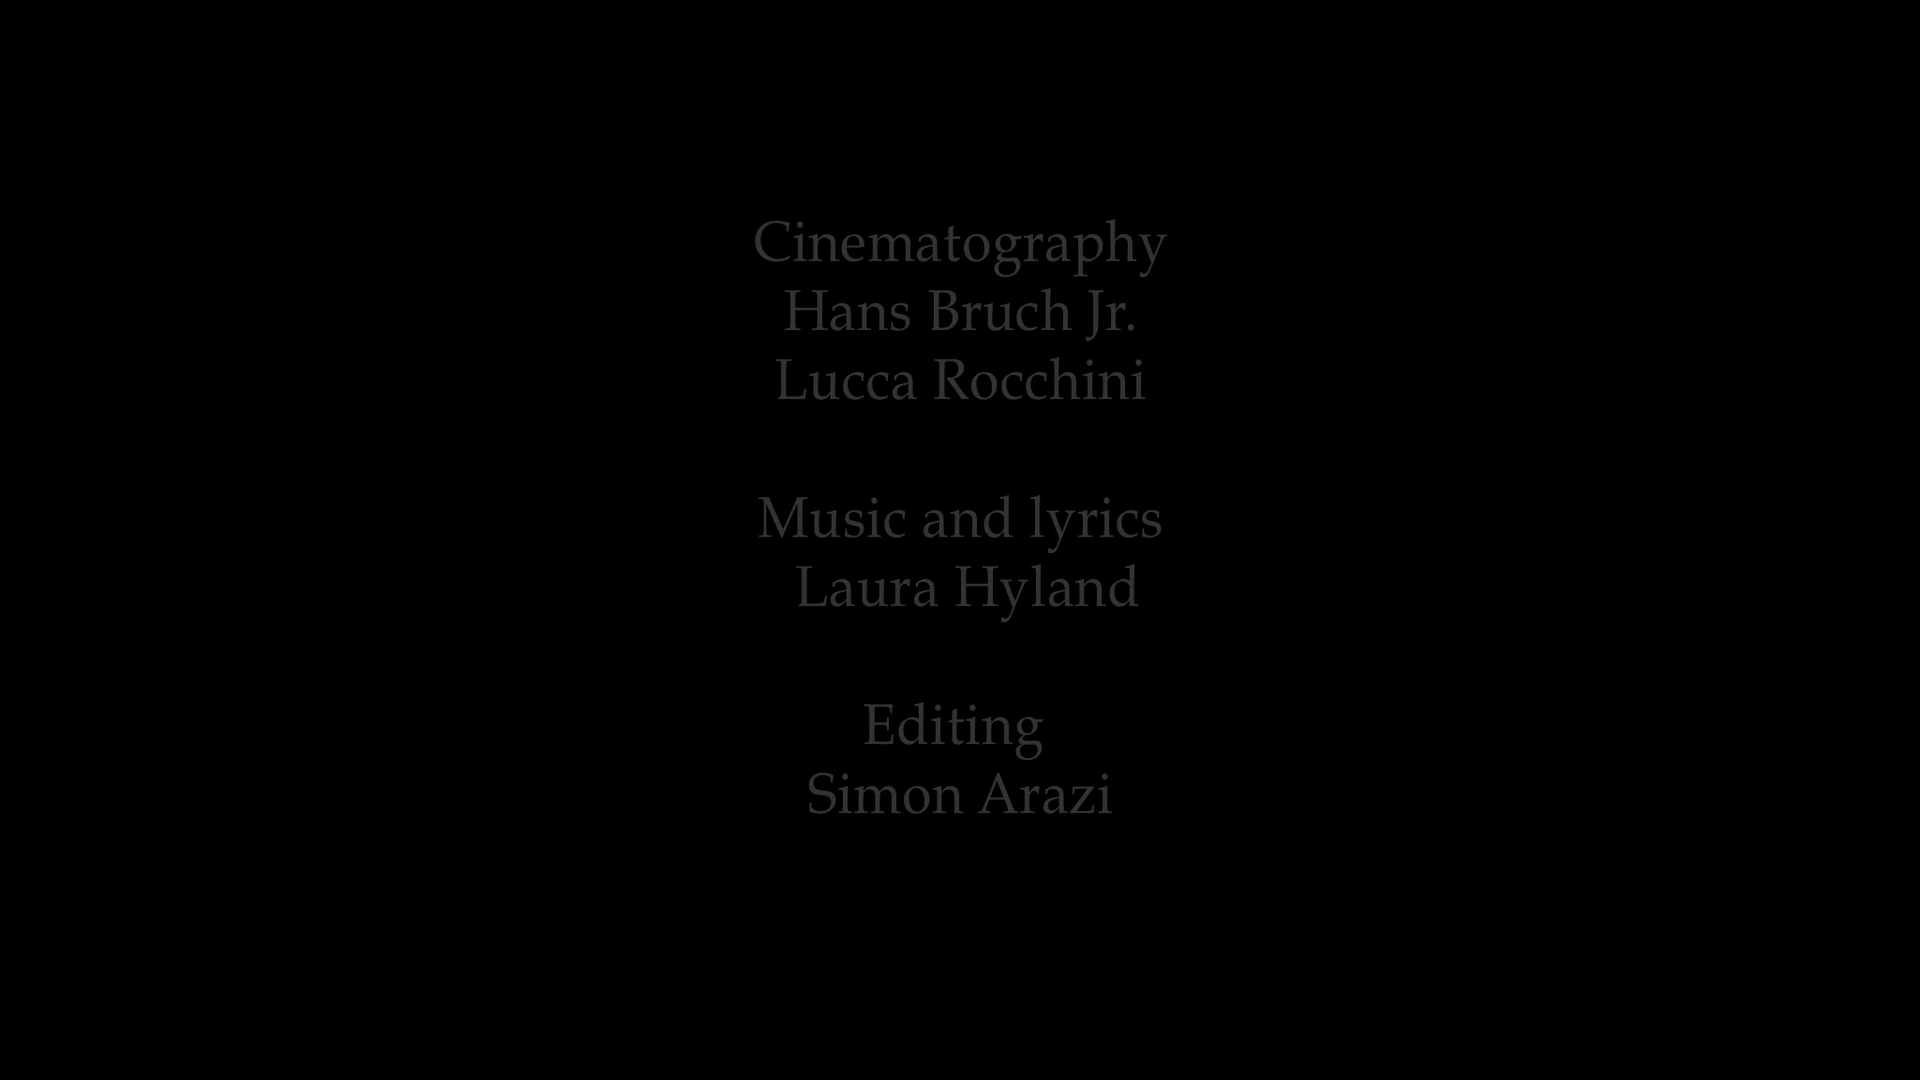 Cinematography
Hans Bruch Jr.
Lucca Rocchini
Music and lyrics
Laura Hyland
Editing
Simon Arazi